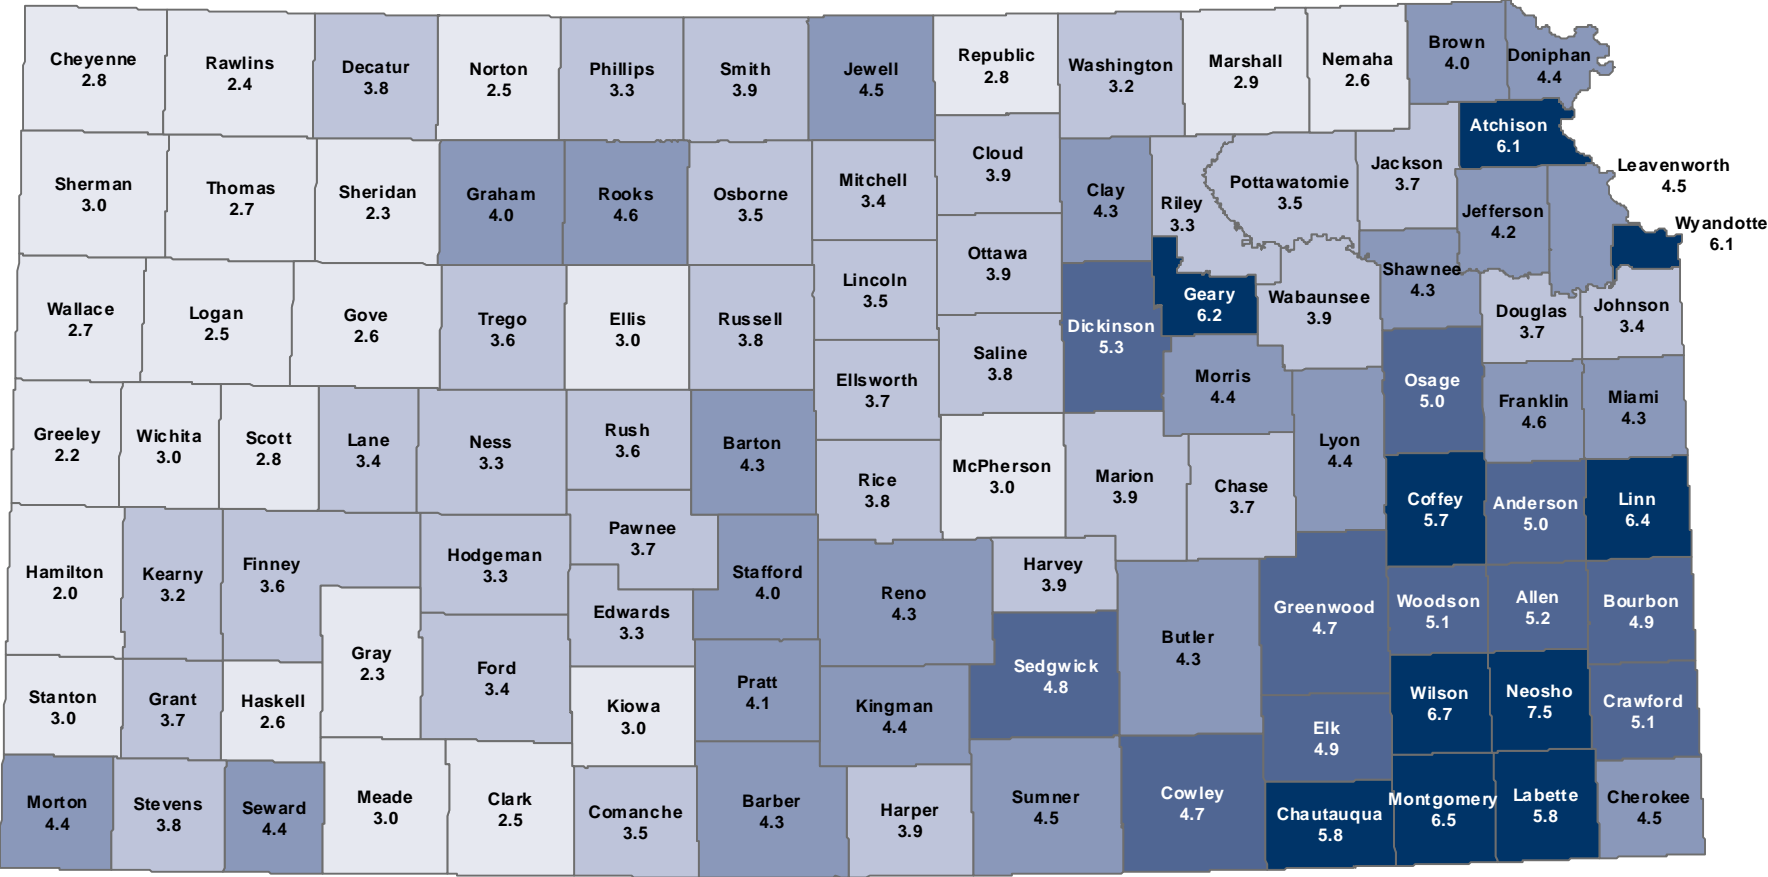 Cheyenne
2.8
Rawlins
2.4
Decatur
3.8
Norton
2.5
Phillips
3.3
Smith
3.9
Jewell
4.5
Republic
2.8
Washington
3.2
Marshall
2.9
Nemaha
2.6
Brown
4.0
Doniphan
4.4
Atchison
6.1
Sherman
3.0
Thomas
2.7
Sheridan
2.3
Graham
4.0
Rooks
4.6
Osborne
3.5
Mitchell
3.4
Cloud
3.9
Clay
4.3
Riley
3.3
Pottawatomie
3.5
Jackson
3.7
Jefferson
4.2
Leavenworth
4.5
Wyandotte
6.1
Wallace
2.7
Logan
2.5
Gove
2.6
Trego
3.6
Ellis
3.0
Russell
3.8
Lincoln
3.5
Ottawa
3.9
Saline
3.8
Dickinson
5.3
Geary
6.2
Wabaunsee
3.9
Shawnee
4.3
Douglas
3.7
Johnson
3.4
Greeley
2.2
Wichita
3.0
Scott
2.8
Lane
3.4
Ness
3.3
Rush
3.6
Barton
4.3
Ellsworth
3.7
Rice
3.8
McPherson
3.0
Marion
3.9
Morris
4.4
Chase
3.7
Lyon
4.4
Osage
5.0
Franklin
4.6
Miami
4.3
Coffey
5.7
Anderson
5.0
Linn
6.4
Hamilton
2.0
Kearny
3.2
Finney
3.6
Hodgeman
3.3
Pawnee
3.7
Edwards
3.3
Stafford
4.0
Reno
4.3
Harvey
3.9
Sedgwick
4.8
Butler
4.3
Greenwood
4.7
Woodson
5.1
Allen
5.2
Bourbon
4.9
Stanton
3.0
Grant
3.7
Haskell
2.6
Gray
2.3
Ford
3.4
Kiowa
3.0
Pratt
4.1
Kingman
4.4
Elk
4.9
Wilson
6.7
Neosho
7.5
Crawford
5.1
Morton
4.4
Stevens
3.8
Seward
4.4
Meade
3.0
Clark
2.5
Comanche
3.5
Barber
4.3
Harper
3.9
Sumner
4.5
Cowley
4.7
Chautauqua
5.8
Montgomery
6.5
Labette
5.8
Cherokee
4.5